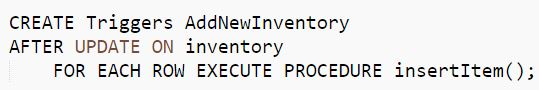 CREATE Triggers AddNewInventory
AFTER UPDATE ON inventory
FOR EACH ROW EXECUTE PROCEDURE insertItem();